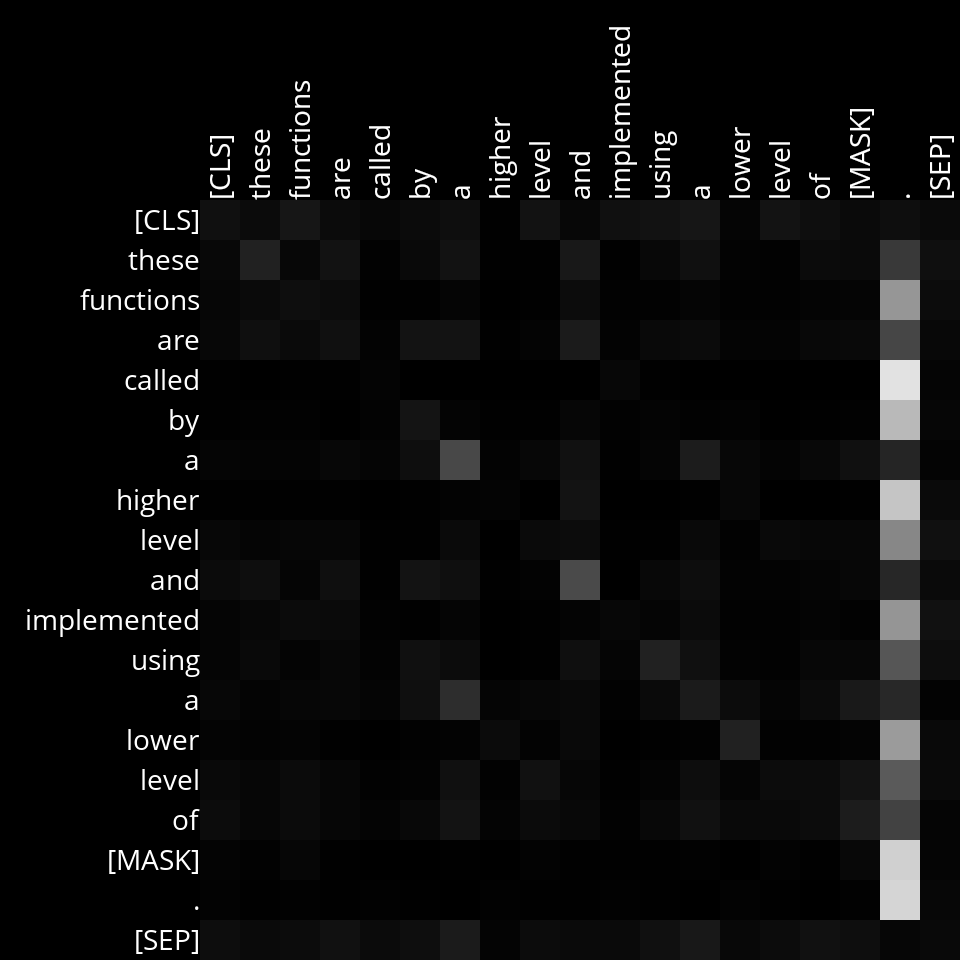 [CLS] these functions are called by a higher level and implemented using a lower level of [MASK] . [SEP]
[CLS]
these
functions
are
called
by
a
higher
level
and
implemented
using
a
lower
level
of
[MASK]
.
[SEP]